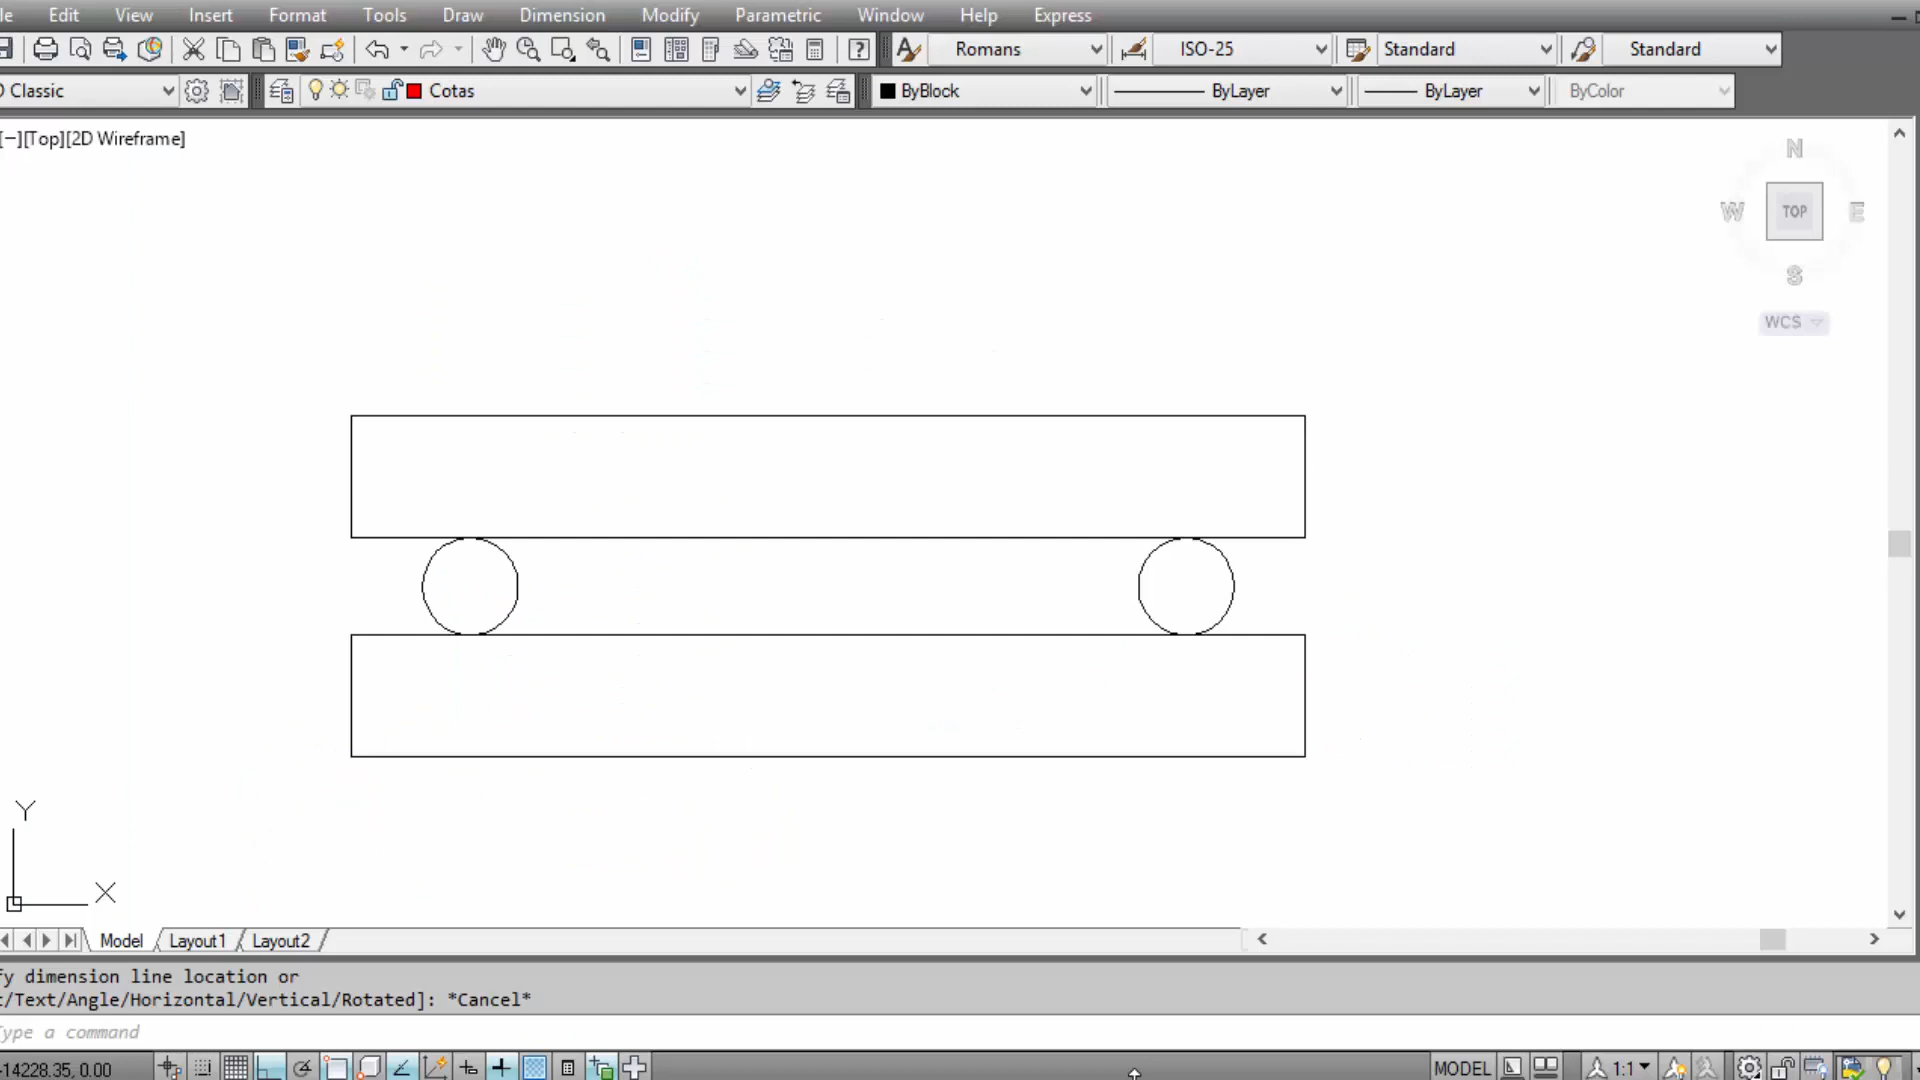 le Edit View Insert Format Tools Draw Dimension Modify Parametric Window Help Express
Romans ISO-25 Standard Standard
D Classic Cotas ByBlock ByLayer ByLayer ByColor
[−][Top][2D Wireframe]
N
W TOP E
S
WCS
Y
X
Model Layout1 Layout2
fy dimension line location or
t/Text/Angle/Horizontal/Vertical/Rotated]: *Cancel*
Type a command
-14228.35, 0.00 MODEL 1:1